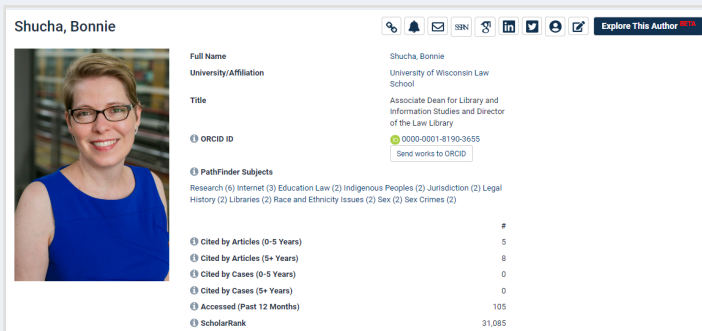 Shucha, Bonnie
SSRN
Explore This Author BETA
Full Name Shucha, Bonnie
University/Affiliation University of Wisconsin Law
School
Title Associate Dean for Library and
Information Studies and Director
of the Law Library
ORCID ID 0000-0001-8190-3655
Send works to ORCID
PathFinder Subjects
Research (6) Internet (3) Education Law (2) Indigenous Peoples (2) Jurisdiction (2) Legal
History (2) Libraries (2) Race and Ethnicity Issues (2) Sex (2) Sex Crimes (2)
#
Cited by Articles (0-5 Years) 5
Cited by Articles (5+ Years) 8
Cited by Cases (0-5 Years) 0
Cited by Cases (5+ Years) 0
Accessed (Past 12 Months) 105
ScholarRank 31,085